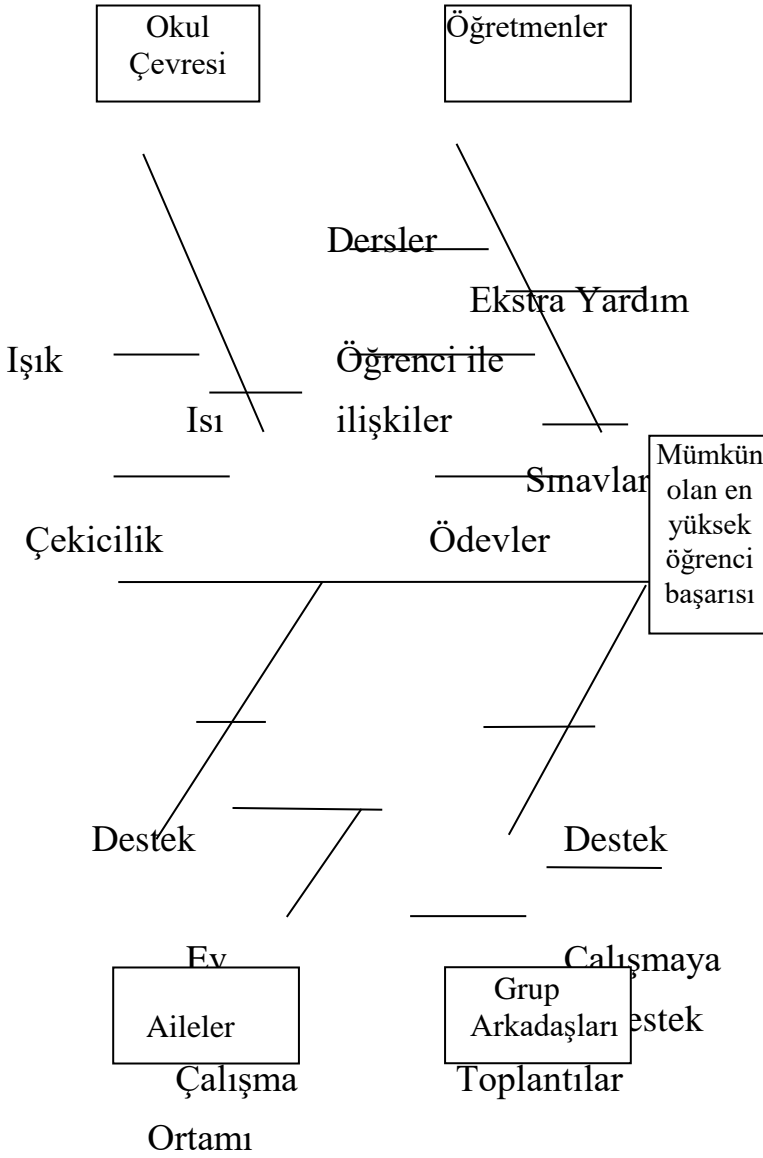 Okul
Çevresi
Öğretmenler
Dersler
Ekstra Yardım
Işık
Öğrenci ile
Isı
ilişkiler
Sınavlar
Mümkün
olan en
yüksek
öğrenci
başarısı
Çekicilik
Ödevler
Destek
Destek
Ev
Çalışmaya
Aileler
Grup
Arkadaşları
estek
Çalışma
Toplantılar
Ortamı